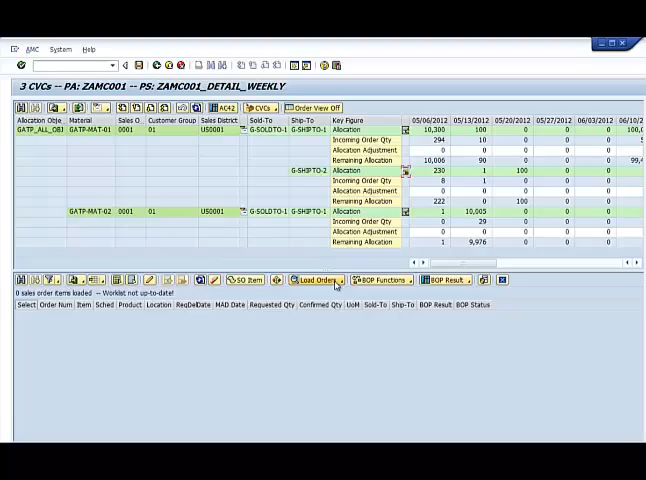 AMC System Help
3 CVCs -- PA: ZAMC001 -- PS: ZAMC001_DETAIL_WEEKLY
AC42 CVCs Order View Off
Allocation Obje.. Material Sales O... Customer Group Sales District Sold-To Ship-To Key Figure 05/06/2012 05/13/2012 05/20/2012 05/27/2012 06/03/2012 06/10/2
GATP_ALL_OBJ GATP-MAT-01 0001 01 US0001 G-SOLDTO-1 G-SHIPTO-1 Allocation 10,300 100 0 0 0 100,0
Incoming Order Qty 294 10 0 0 0 5
Allocation Adjustment 0 0 0 0 0
Remaining Allocation 10,006 90 0 0 0 99,4
G-SHIPTO-2 Allocation 230 1 100 0 0
Incoming Order Qty 8 1 0 0 0
Allocation Adjustment 0 0 0 0 0
Remaining Allocation 222 0 100 0 0
GATP-MAT-02 0001 01 US0001 G-SOLDTO-1 G-SHIPTO-1 Allocation 1 10,005 0 0 0
Incoming Order Qty 0 29 0 0 0
Allocation Adjustment 0 0 0 0 0
Remaining Allocation 1 9,976 0 0 0
SO Item Load Orders BOP Functions BOP Result
0 sales order items loaded -- Worklist not up-to-date!
Select Order Num Item Sched Product Location ReqDelDate MAD Date Requested Qty Confirmed Qty UoM Sold-To Ship-To BOP Result BOP Status